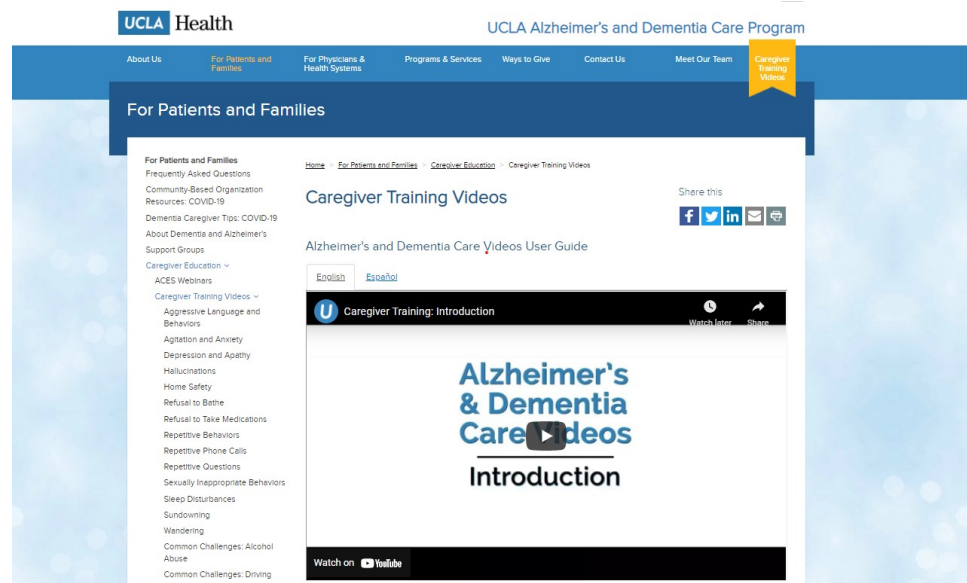 UCLA Health
UCLA Alzheimer's and Dementia Care Program
About Us
For Patients and
Families
For Physicians &
Health Systems
Programs & Services
Ways to Give
Contact Us
Meet Our Team
Caregiver
Training
Videos
For Patients and Families
For Patients and Families
Frequently Asked Questions
Community-Based Organization
Resources: COVID-19
Dementia Caregiver Tips: COVID-19
About Dementia and Alzheimer's
Support Groups
Caregiver Education
ACES Webinars
Caregiver Training Videos
Aggressive Language and
Behaviors
Agitation and Anxiety
Depression and Apathy
Hallucinations
Home Safety
Refusal to Bathe
Refusal to Take Medications
Repetitive Behaviors
Repetitive Phone Calls
Repetitive Questions
Sexually Inappropriate Behaviors
Sleep Disturbances
Sundowning
Wandering
Common Challenges: Alcohol
Abuse
Common Challenges: Driving
Home > For Patients and Families > Caregiver Education > Caregiver Training Videos
Caregiver Training Videos
Share this
Alzheimer's and Dementia Care Videos User Guide
English
Español
U Caregiver Training: Introduction
Watch later
Share
Alzheimer's
& Dementia
Care Videos
Introduction
Watch on YouTube